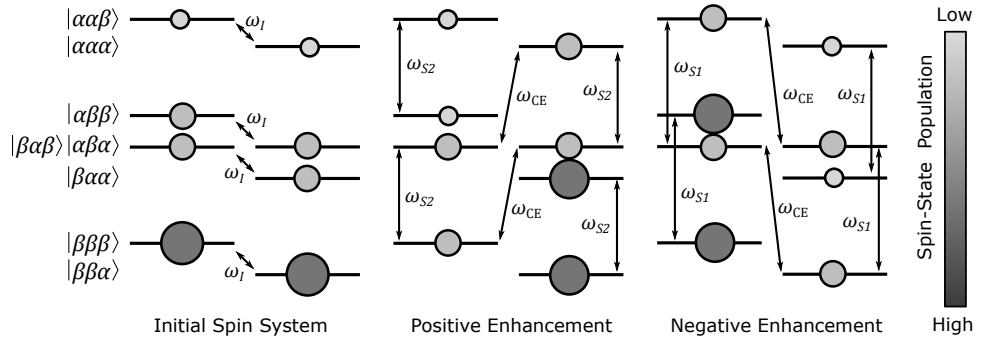 |ααβ⟩ ω_I ω_S2 ω_S1 Low
|ααα⟩ ω_CE ω_S2 ω_CE ω_S1
|αββ⟩ ω_I
|βαβ⟩ |αβα⟩ ω_I
|βαα⟩ ω_S2 ω_CE ω_S2 ω_S1 ω_CE ω_S1
|βββ⟩
|ββα⟩ ω_I
Spin-State Population
Initial Spin System Positive Enhancement Negative Enhancement High